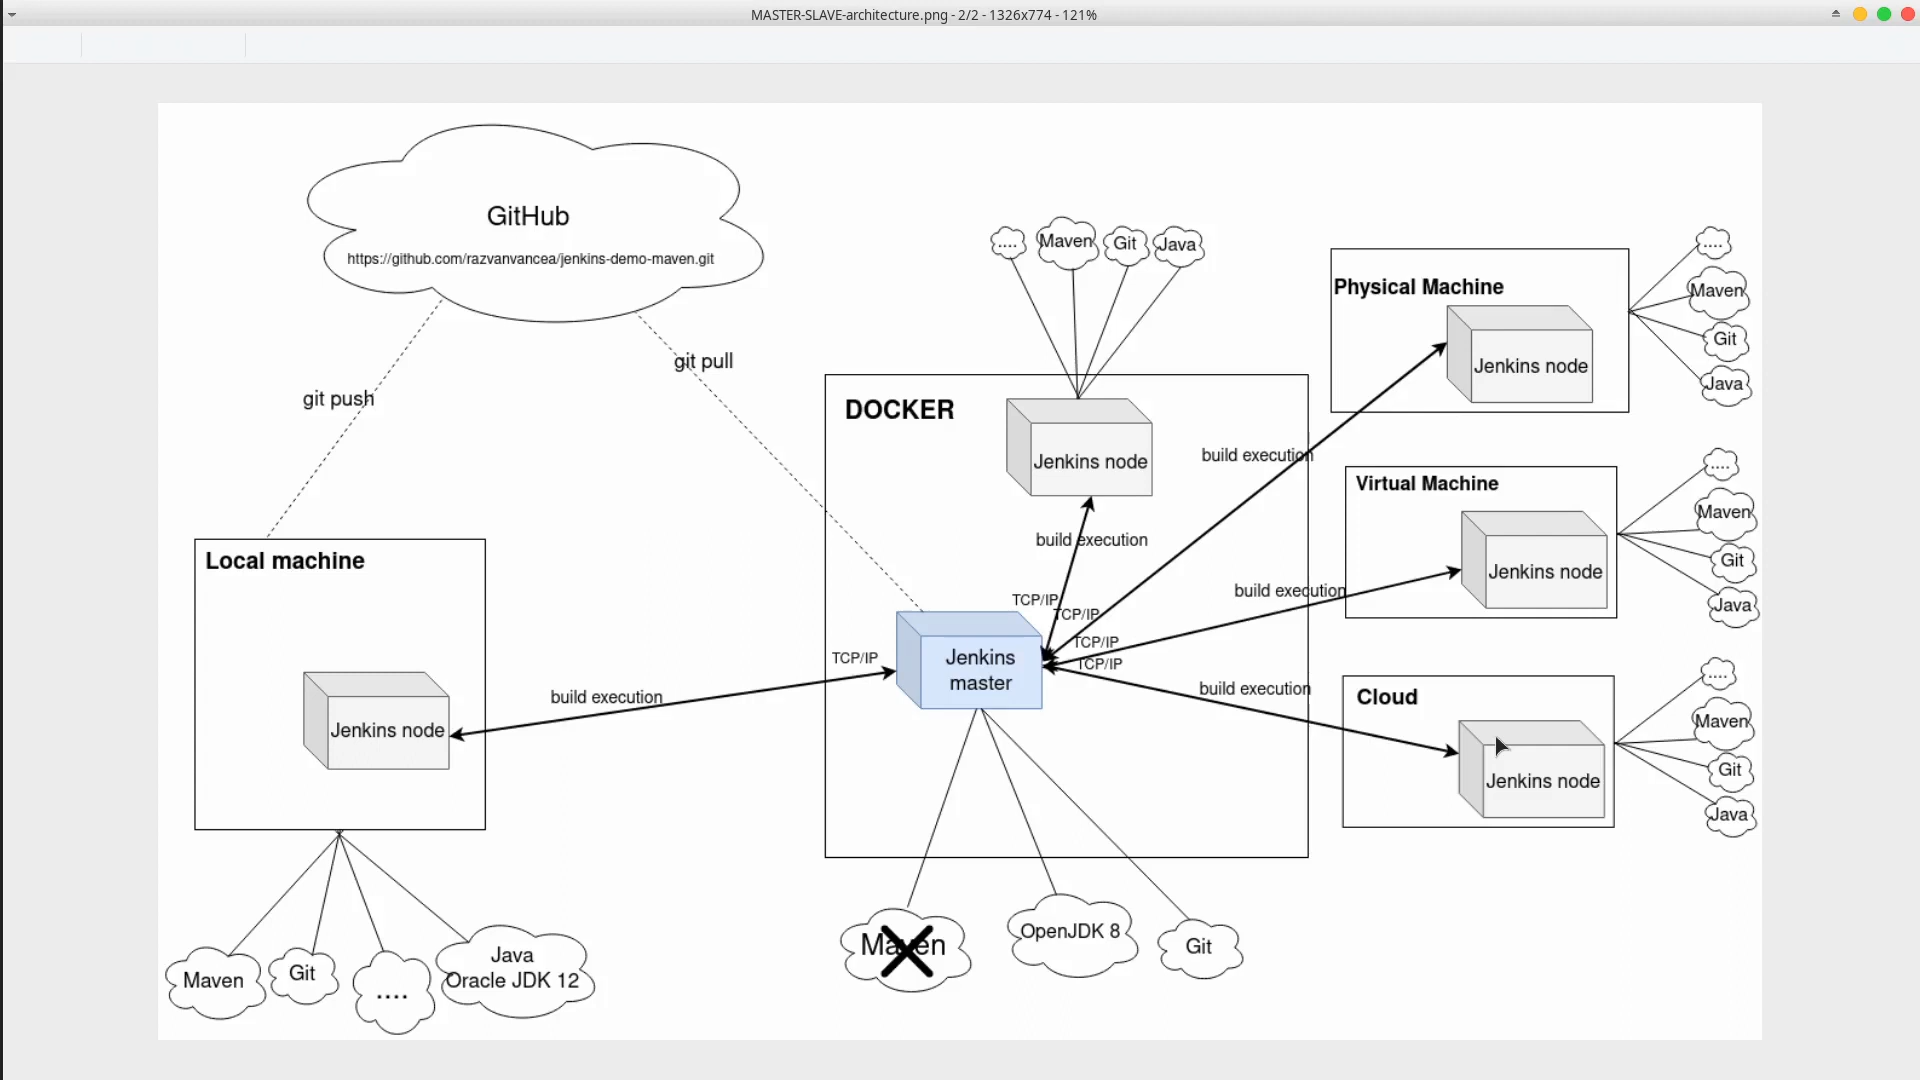 MASTER-SLAVE-architecture.png - 2/2 - 1326x774 - 121%
GitHub
https://github.com/razvanvancea/jenkins-demo-maven.git
git push
git pull
Local machine
Jenkins node
Maven
Git
....
Java
Oracle JDK 12
build execution
TCP/IP
....
Maven
Git
Java
DOCKER
Jenkins node
build execution
TCP/IP
TCP/IP
TCP/IP
TCP/IP
Jenkins
master
Maven
OpenJDK 8
Git
build execution
Physical Machine
Jenkins node
....
Maven
Git
Java
build execution
Virtual Machine
Jenkins node
....
Maven
Git
Java
build execution
Cloud
Jenkins node
....
Maven
Git
Java